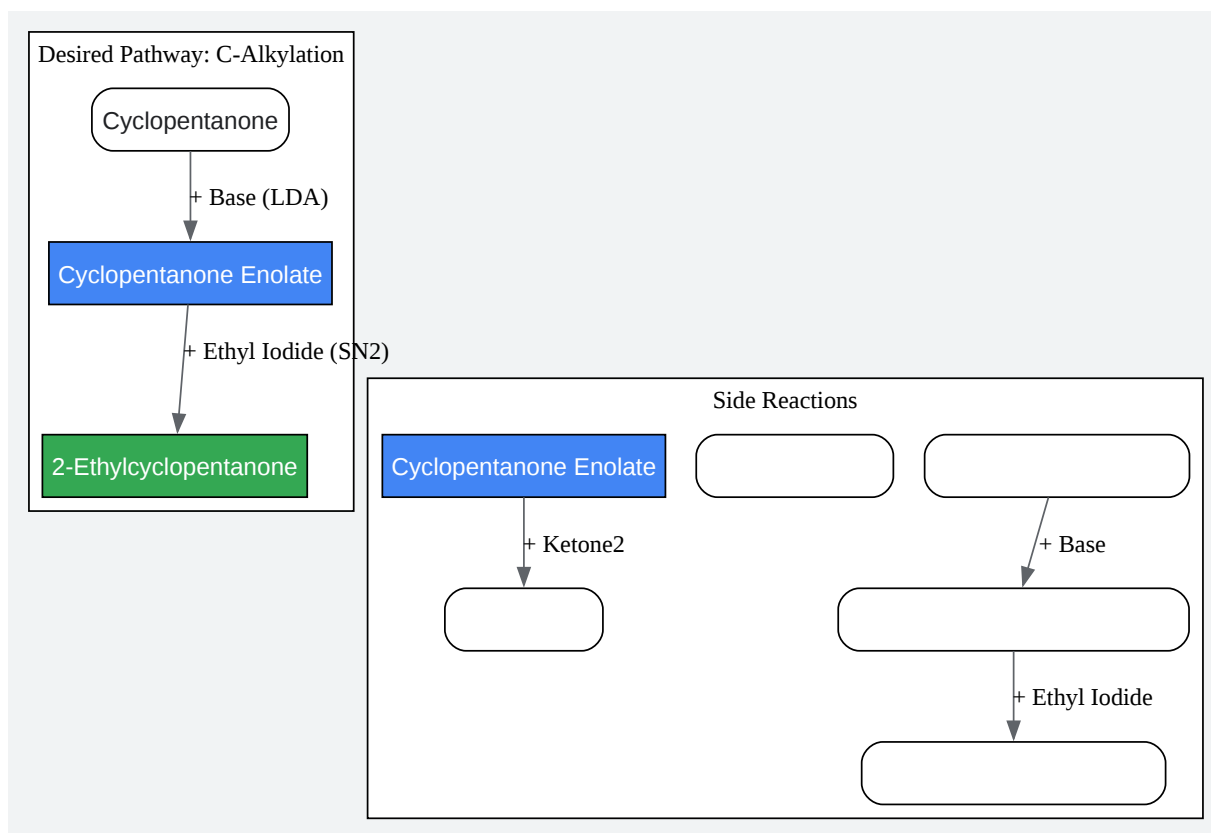 Desired Pathway: C-Alkylation
Cyclopentanone
+ Base (LDA)
Cyclopentanone Enolate
+ Ethyl Iodide (SN2)
2-Ethylcyclopentanone
Side Reactions
Cyclopentanone Enolate
+ Ketone2
+ Base
+ Ethyl Iodide